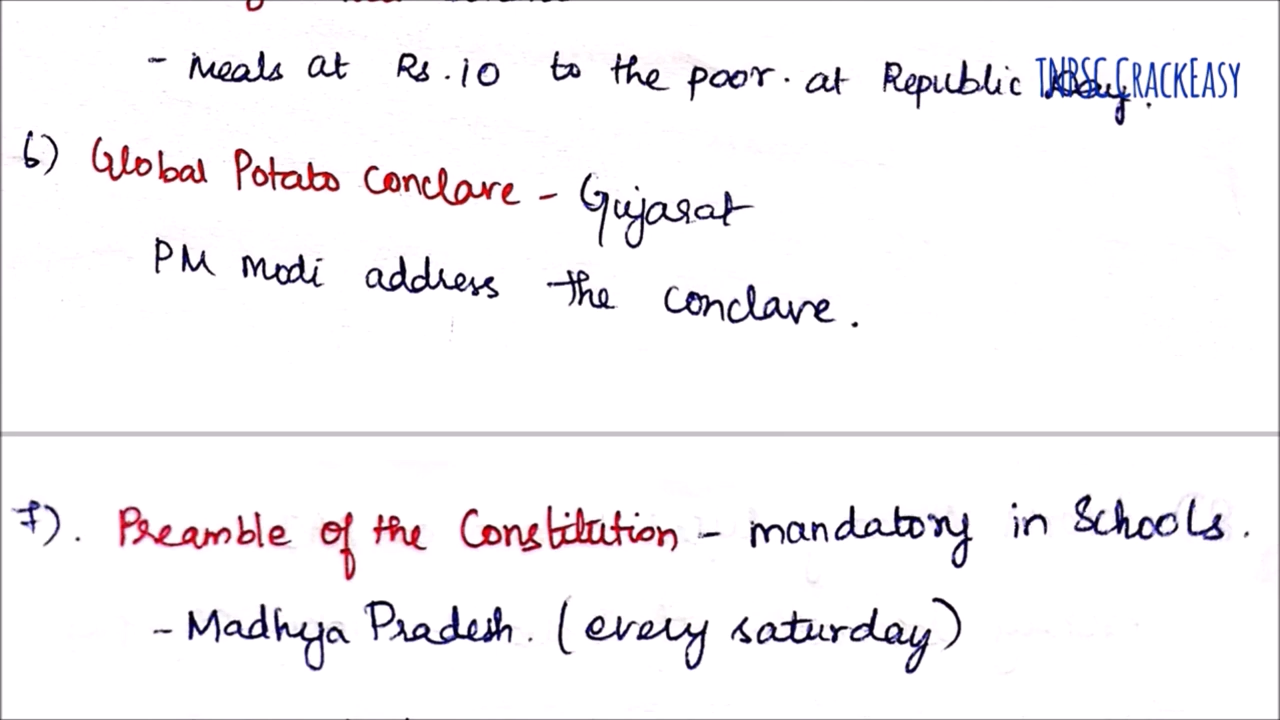 - Meals at Rs.10 to the poor. at Republic Day.
TNPSC CRACKEASY
6) Global Potato Conclave - Gujarat
PM Modi address the conclave.
7). Preamble of the Constitution - mandatory in Schools.
- Madhya Pradesh. (every saturday)